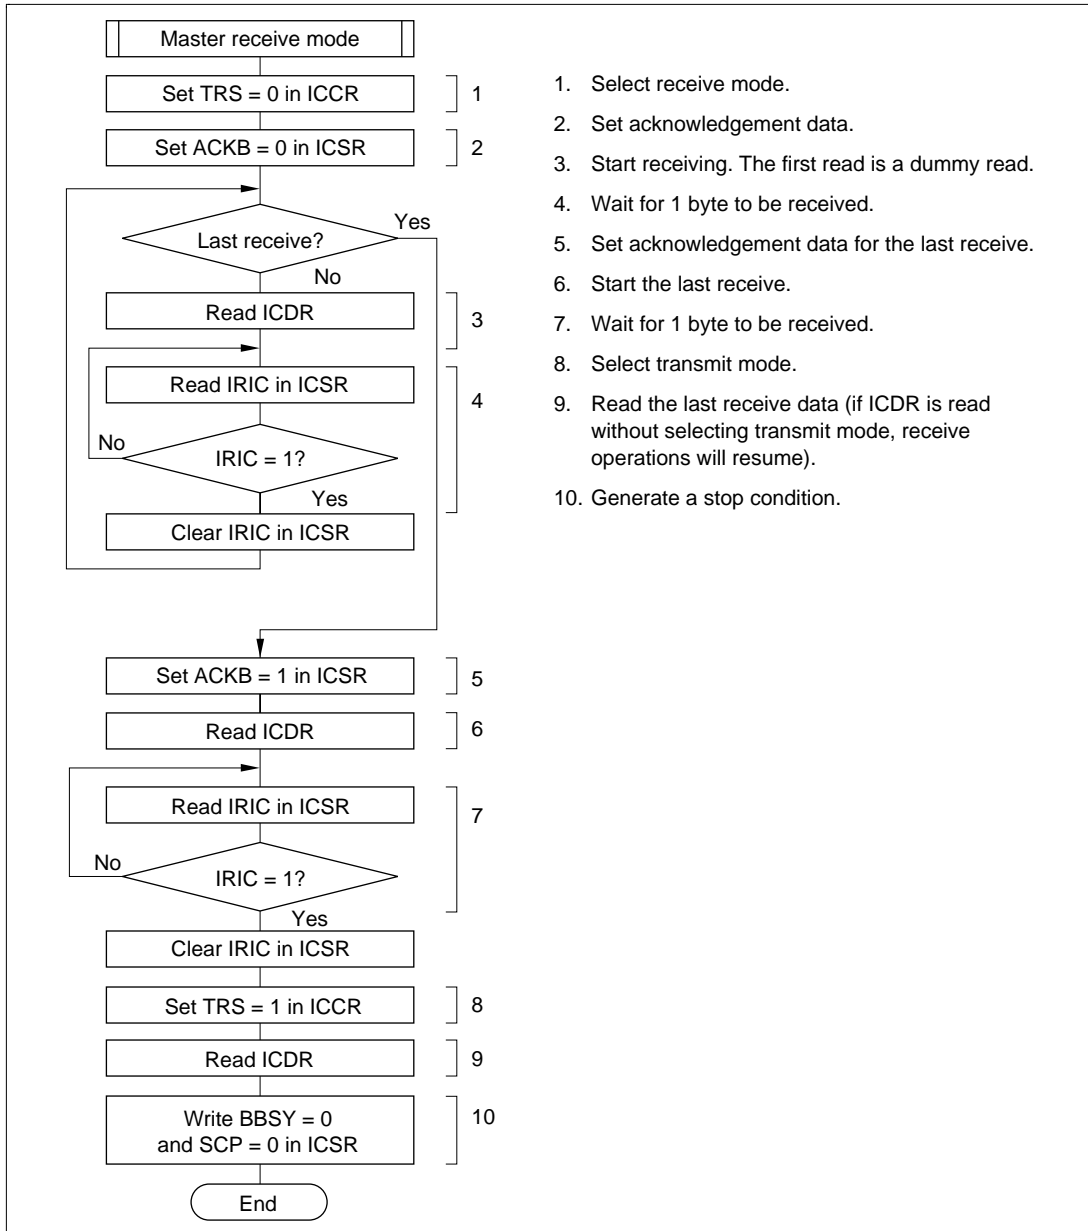 Master receive mode
Set TRS = 0 in ICCR
1
Set ACKB = 0 in ICSR
2
Last receive?
Yes
No
Read ICDR
3
Read IRIC in ICSR
4
No
IRIC = 1?
Yes
Clear IRIC in ICSR
Set ACKB = 1 in ICSR
5
Read ICDR
6
Read IRIC in ICSR
7
No
IRIC = 1?
Yes
Clear IRIC in ICSR
Set TRS = 1 in ICCR
8
Read ICDR
9
Write BBSY = 0
and SCP = 0 in ICSR
10
End
1. Select receive mode.
2. Set acknowledgement data.
3. Start receiving. The first read is a dummy read.
4. Wait for 1 byte to be received.
5. Set acknowledgement data for the last receive.
6. Start the last receive.
7. Wait for 1 byte to be received.
8. Select transmit mode.
9. Read the last receive data (if ICDR is read
without selecting transmit mode, receive
operations will resume).
10. Generate a stop condition.